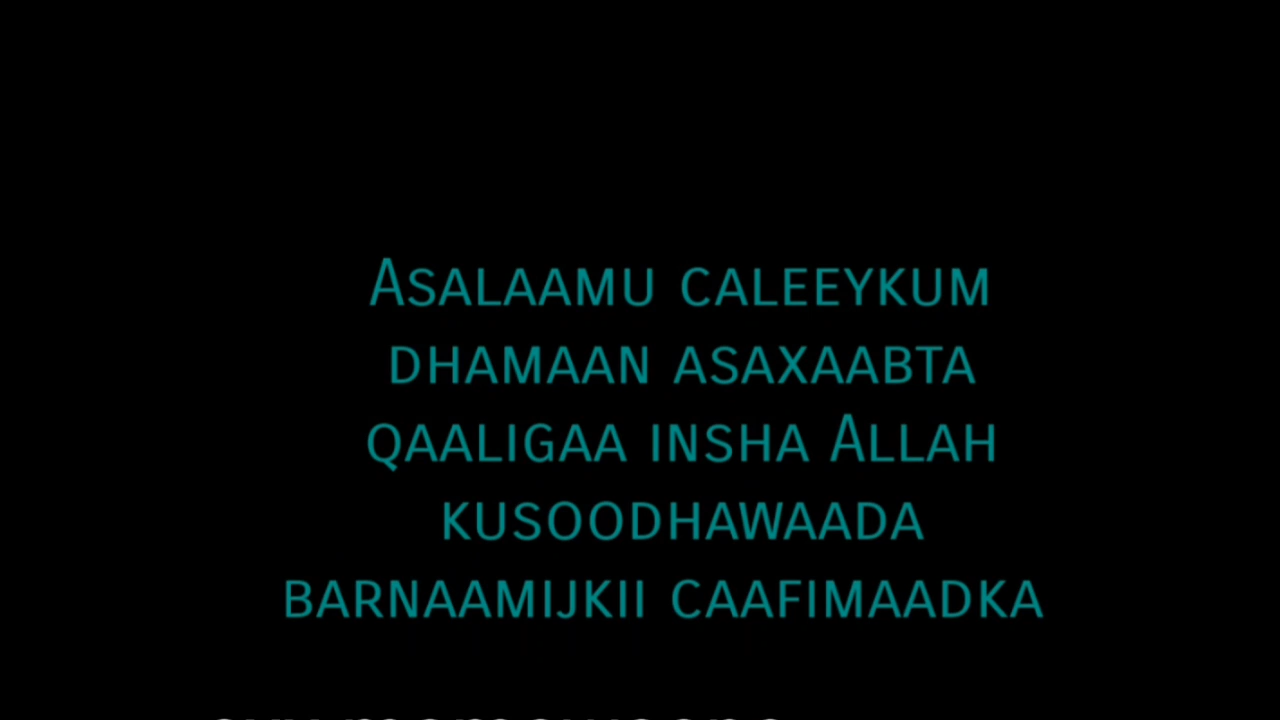 Asalaamu caleeykum
dhamaan asaxaabta
qaaligaa insha Allah
kusoodhawaada
barnaamijkii caafimaadka